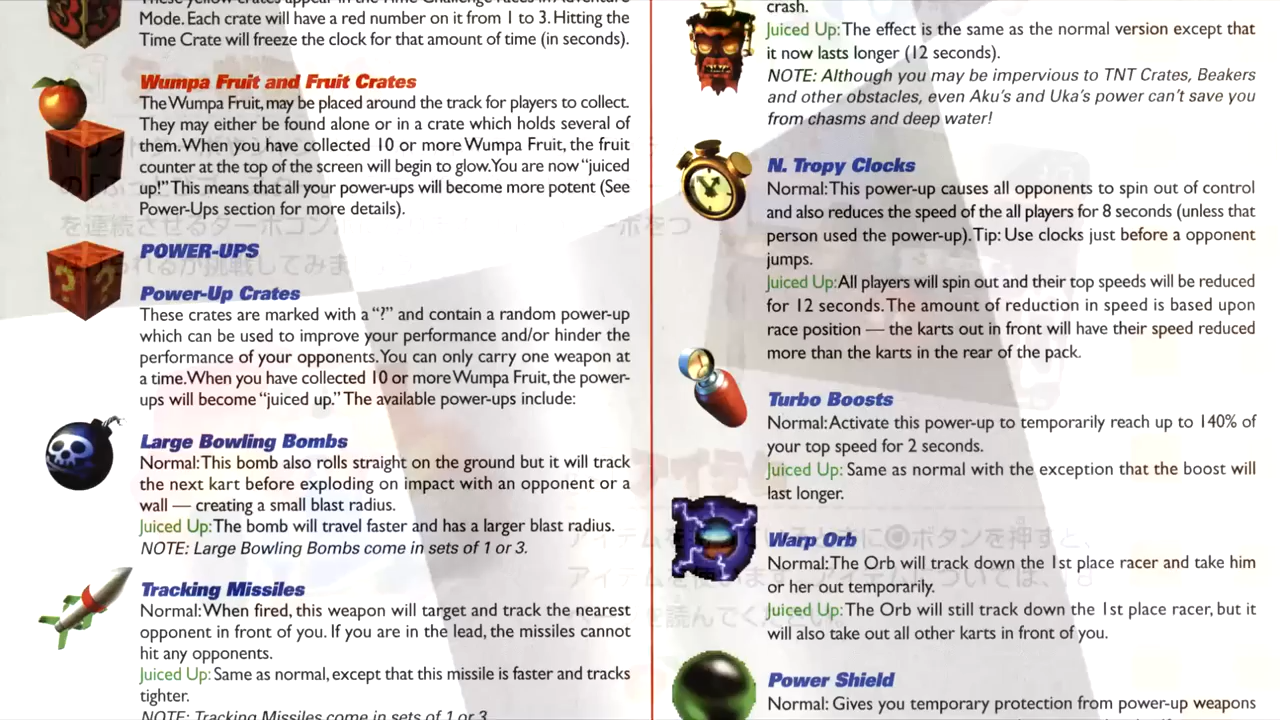 Mode. Each crate will have a red number on it from 1 to 3. Hitting the
Time Crate will freeze the clock for that amount of time (in seconds).
Wumpa Fruit and Fruit Crates
The Wumpa Fruit, may be placed around the track for players to collect.
They may either be found alone or in a crate which holds several of
them. When you have collected 10 or more Wumpa Fruit, the fruit
counter at the top of the screen will begin to glow. You are now "juiced
up!" This means that all your power-ups will become more potent (See
Power-Ups section for more details).
POWER-UPS
Power-Up Crates
These crates are marked with a "?" and contain a random power-up
which can be used to improve your performance and/or hinder the
performance of your opponents. You can only carry one weapon at
a time. When you have collected 10 or more Wumpa Fruit, the power-
ups will become "juiced up." The available power-ups include:
Large Bowling Bombs
Normal: This bomb also rolls straight on the ground but it will track
the next kart before exploding on impact with an opponent or a
wall — creating a small blast radius.
Juiced Up: The bomb will travel faster and has a larger blast radius.
NOTE: Large Bowling Bombs come in sets of 1 or 3.
Tracking Missiles
Normal: When fired, this weapon will target and track the nearest
opponent in front of you. If you are in the lead, the missiles cannot
hit any opponents.
Juiced Up: Same as normal, except that this missile is faster and tracks
tighter.
NOTE: Tracking Missiles come in sets of 1 or 3
crash.
Juiced Up: The effect is the same as the normal version except that
it now lasts longer (12 seconds).
NOTE: Although you may be impervious to TNT Crates, Beakers
and other obstacles, even Aku's and Uka's power can't save you
from chasms and deep water!
N. Tropy Clocks
Normal: This power-up causes all opponents to spin out of control
and also reduces the speed of the all players for 8 seconds (unless that
person used the power-up). Tip: Use clocks just before a opponent
jumps.
Juiced Up: All players will spin out and their top speeds will be reduced
for 12 seconds. The amount of reduction in speed is based upon
race position — the karts out in front will have their speed reduced
more than the karts in the rear of the pack.
Turbo Boosts
Normal: Activate this power-up to temporarily reach up to 140% of
your top speed for 2 seconds.
Juiced Up: Same as normal with the exception that the boost will
last longer.
Warp Orb
Normal: The Orb will track down the 1st place racer and take him
or her out temporarily.
Juiced Up: The Orb will still track down the 1st place racer, but it
will also take out all other karts in front of you.
Power Shield
Normal: Gives you temporary protection from power-up weapons